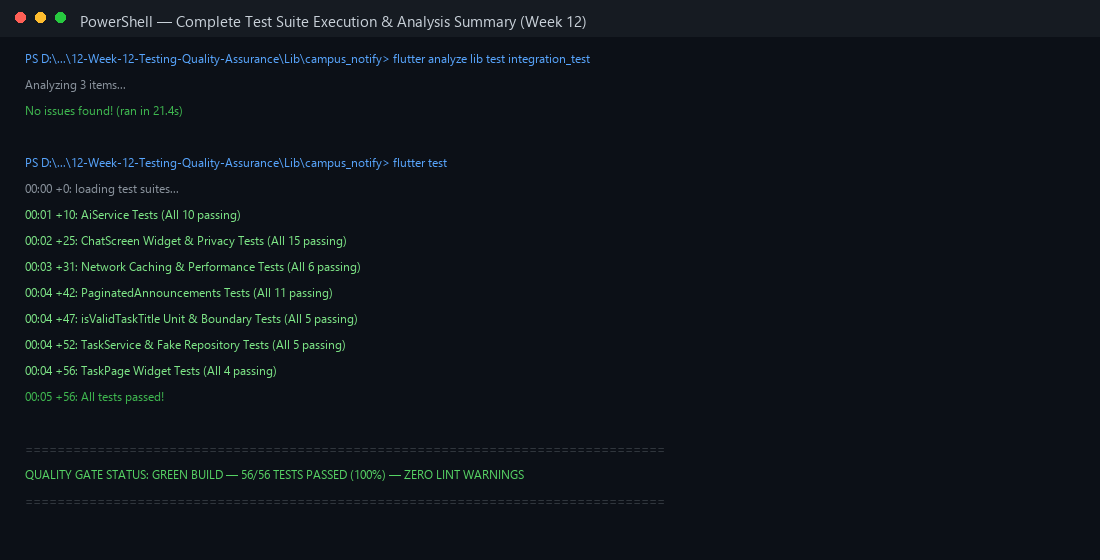 PowerShell — Complete Test Suite Execution & Analysis Summary (Week 12)
PS D:\...\12-Week-12-Testing-Quality-Assurance\Lib\campus_notify> flutter analyze lib test integration_test
Analyzing 3 items...
No issues found! (ran in 21.4s)
PS D:\...\12-Week-12-Testing-Quality-Assurance\Lib\campus_notify> flutter test
00:00 +0: loading test suites...
00:01 +10: AiService Tests (All 10 passing)
00:02 +25: ChatScreen Widget & Privacy Tests (All 15 passing)
00:03 +31: Network Caching & Performance Tests (All 6 passing)
00:04 +42: PaginatedAnnouncements Tests (All 11 passing)
00:04 +47: isValidTaskTitle Unit & Boundary Tests (All 5 passing)
00:04 +52: TaskService & Fake Repository Tests (All 5 passing)
00:04 +56: TaskPage Widget Tests (All 4 passing)
00:05 +56: All tests passed!
================================================================================
QUALITY GATE STATUS: GREEN BUILD — 56/56 TESTS PASSED (100%) — ZERO LINT WARNINGS
================================================================================